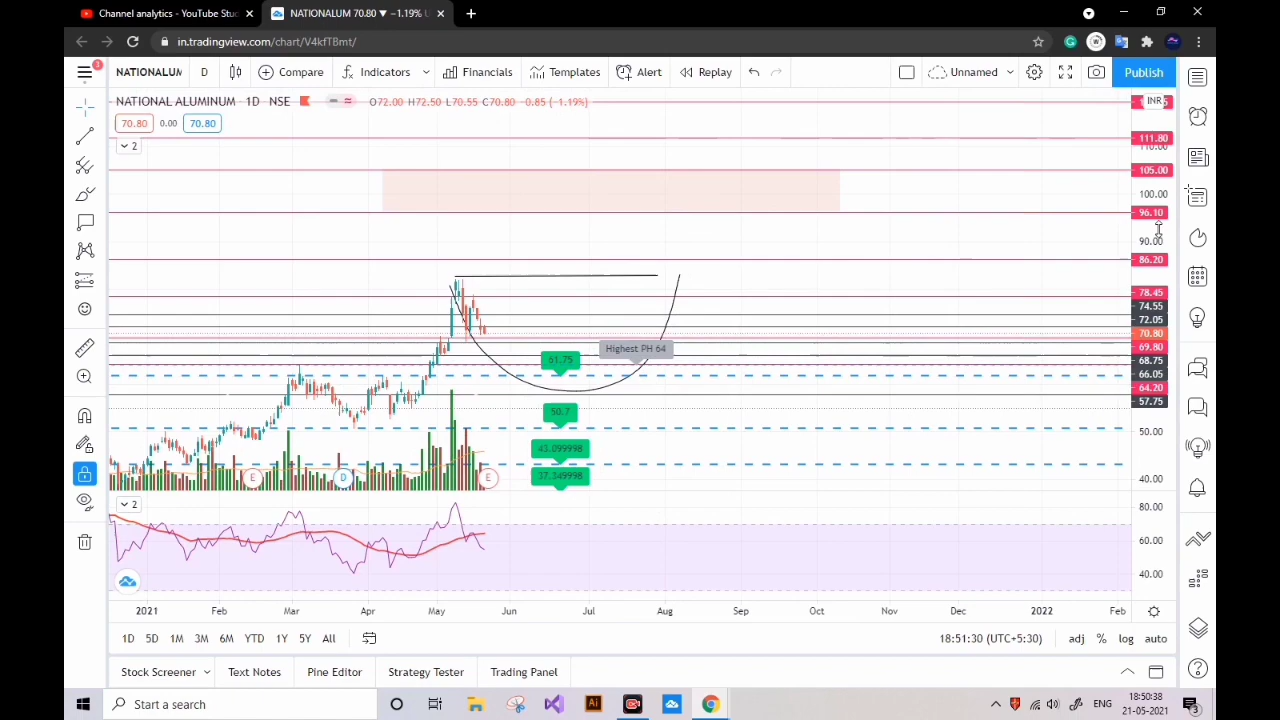 Channel analytics - YouTube Stu
NATIONALUM 70.80 ▼ −1.19% U
in.tradingview.com/chart/V4kfTBmt/
3
NATIONALUM
D
Compare
Indicators
Financials
Templates
Alert
Replay
Unnamed
Publish
NATIONAL ALUMINUM 1D NSE
O72.00 H72.50 L70.55 C70.80 −0.85 (−1.19%)
INR
70.80 0.00 70.80
2
111.80
110.00
105.00
100.00
96.10
90.00
86.20
78.45
74.55
72.05
70.80
69.80
68.75
66.05
64.20
57.75
50.00
40.00
Highest PH 64
61.75
50.7
43.099998
37.349998
E
D
E
2
80.00
60.00
40.00
2021 Feb Mar Apr May Jun Jul Aug Sep Oct Nov Dec 2022 Feb
1D 5D 1M 3M 6M YTD 1Y 5Y All
18:51:30 (UTC+5:30)
adj % log auto
Stock Screener
Text Notes
Pine Editor
Strategy Tester
Trading Panel
Start a search
ENG
18:50:38
21-05-2021
3